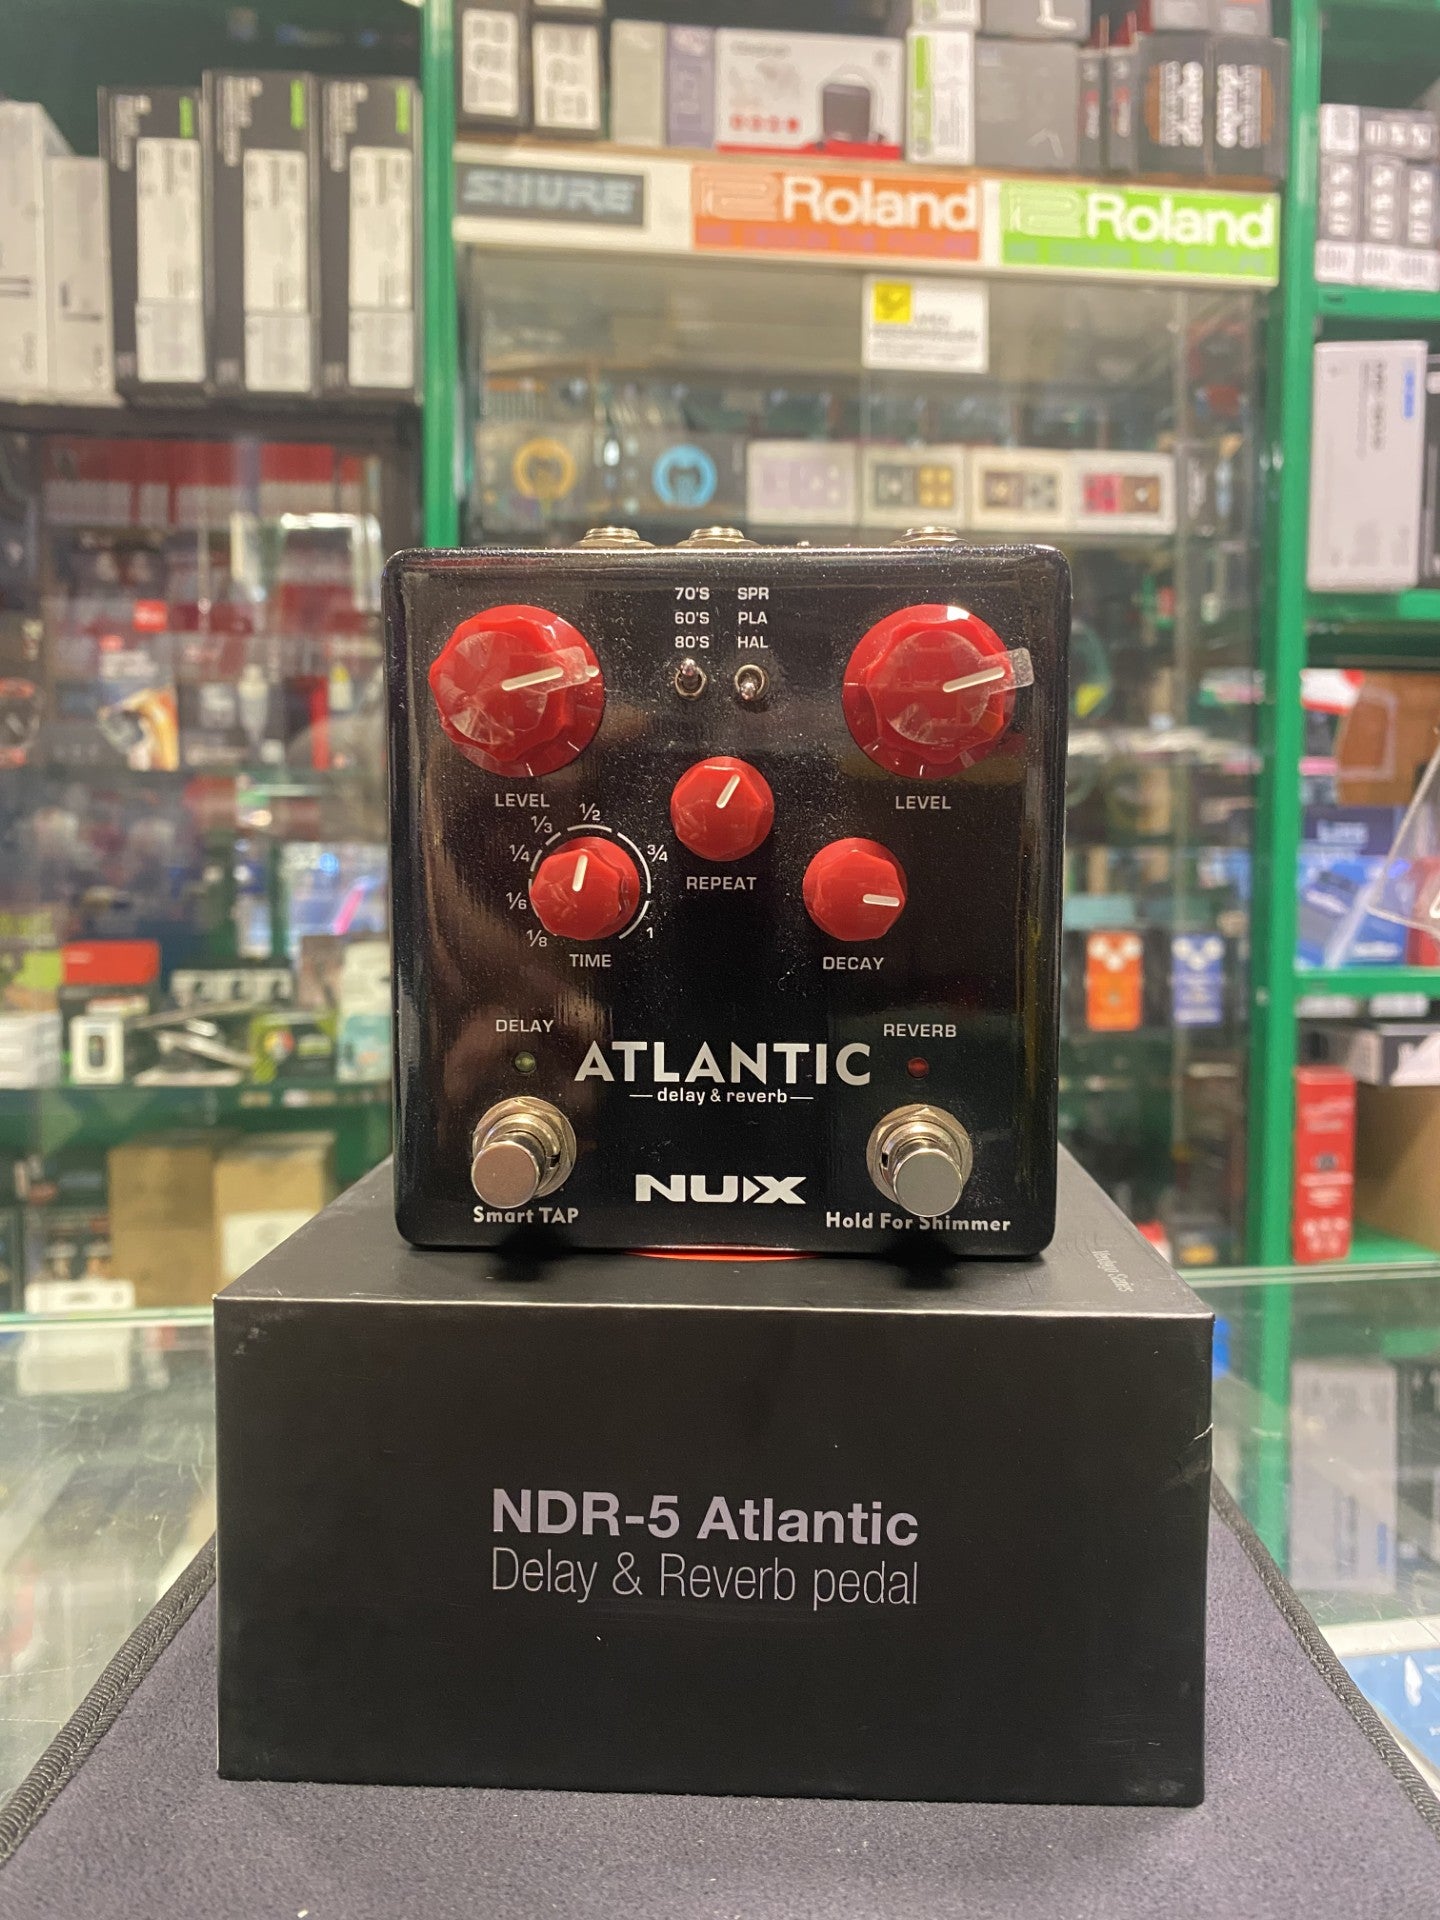 SHURE
Roland
Roland
70'S SPR
60'S PLA
80'S HAL
LEVEL
LEVEL
1/2
1/3
1/4
3/4
REPEAT
1/6
1/8
1
TIME
DECAY
DELAY
REVERB
ATLANTIC
delay & reverb
NUX
Smart TAP
Hold For Shimmer
Verdugo Series
NDR-5 Atlantic
Delay & Reverb pedal